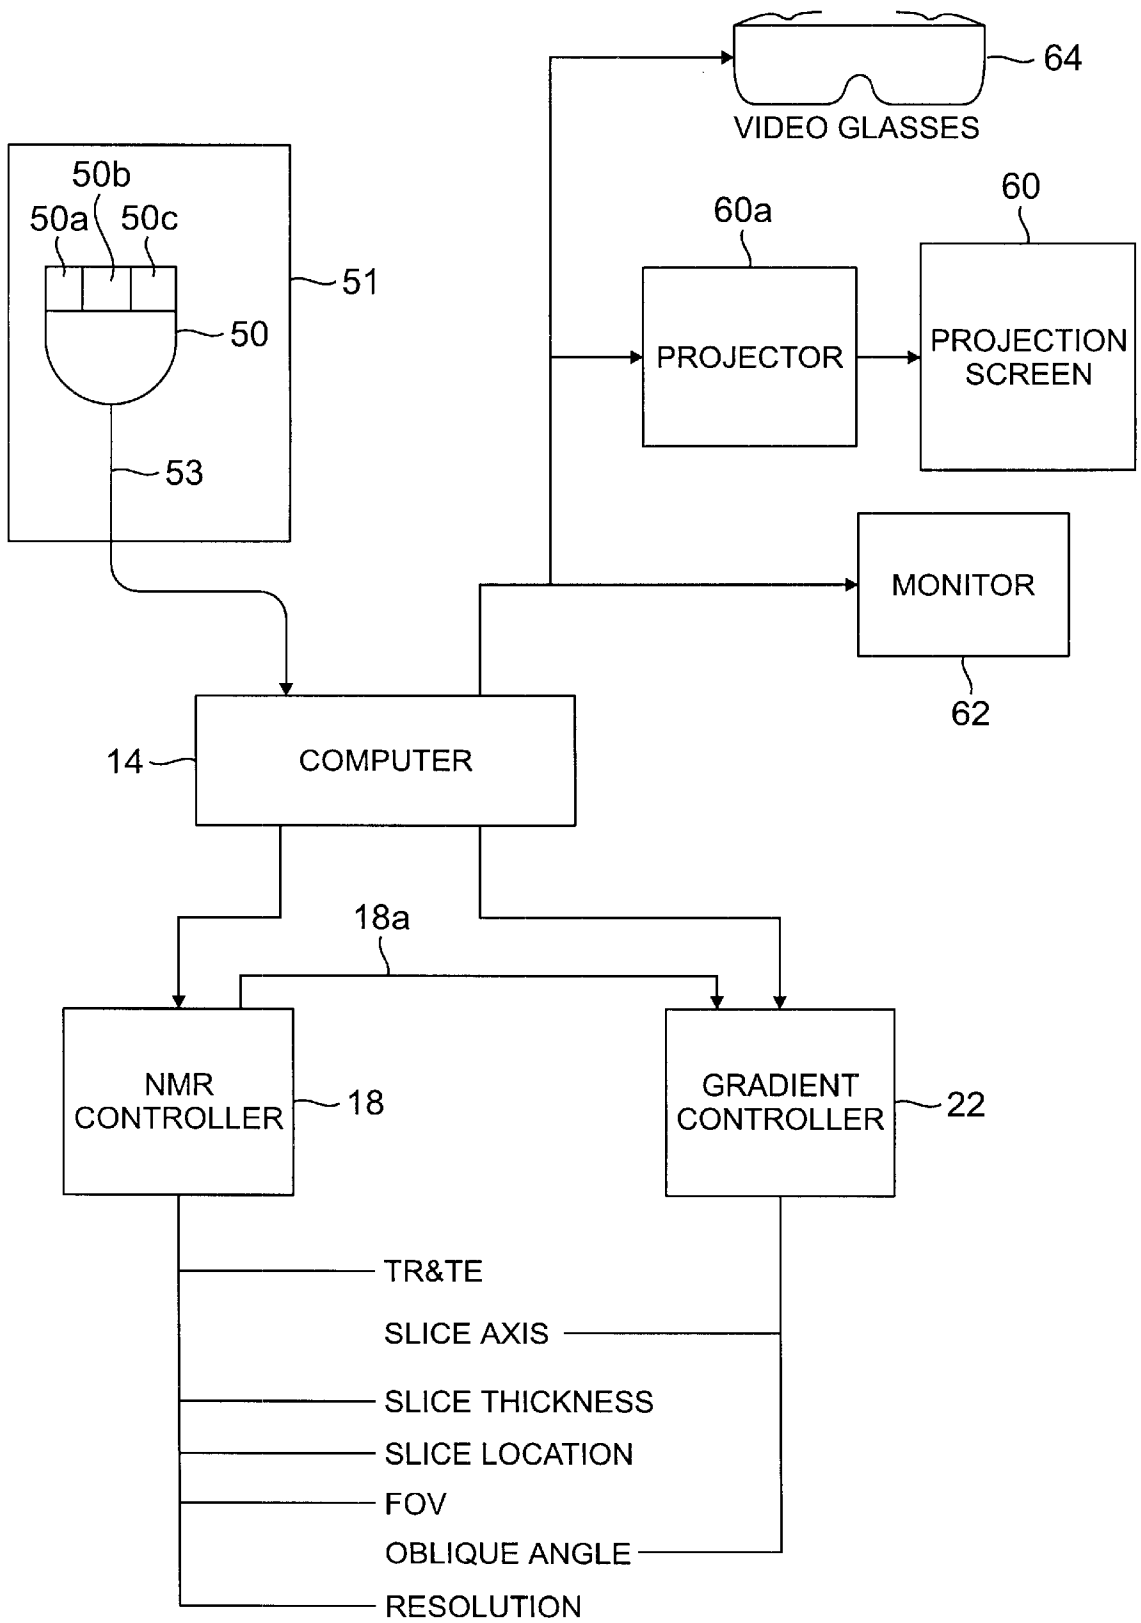 64
VIDEO GLASSES
50b
50a
50c
60a
60
51
50
PROJECTOR
PROJECTION
SCREEN
53
MONITOR
62
14
COMPUTER
18a
NMR
CONTROLLER
18
GRADIENT
CONTROLLER
22
TR&TE
SLICE AXIS
SLICE THICKNESS
SLICE LOCATION
FOV
OBLIQUE ANGLE
RESOLUTION